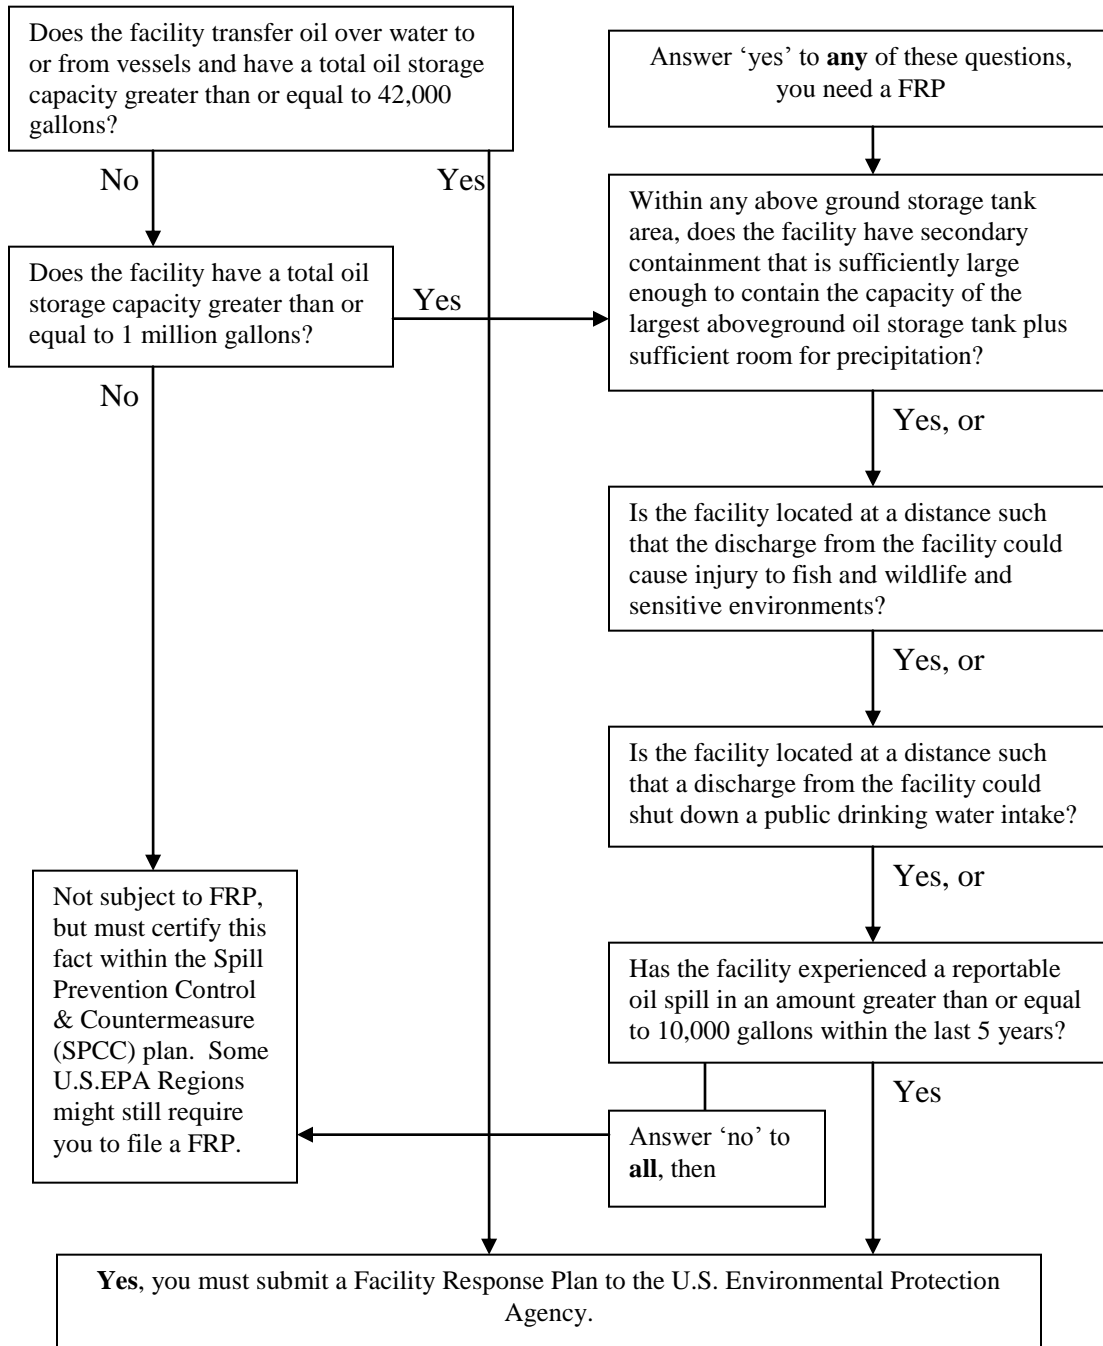 Does the facility transfer oil over water to
or from vessels and have a total oil storage
capacity greater than or equal to 42,000
gallons?
No
Yes
Does the facility have a total oil
storage capacity greater than or
equal to 1 million gallons?
Yes
No
Not subject to FRP,
but must certify this
fact within the Spill
Prevention Control
& Countermeasure
(SPCC) plan.  Some
U.S.EPA Regions
might still require
you to file a FRP.
Answer ‘yes’ to any of these questions,
you need a FRP
Within any above ground storage tank
area, does the facility have secondary
containment that is sufficiently large
enough to contain the capacity of the
largest aboveground oil storage tank plus
sufficient room for precipitation?
Yes, or
Is the facility located at a distance such
that the discharge from the facility could
cause injury to fish and wildlife and
sensitive environments?
Yes, or
Is the facility located at a distance such
that a discharge from the facility could
shut down a public drinking water intake?
Yes, or
Has the facility experienced a reportable
oil spill in an amount greater than or equal
to 10,000 gallons within the last 5 years?
Yes
Answer ‘no’ to
all, then
Yes, you must submit a Facility Response Plan to the U.S. Environmental Protection
Agency.